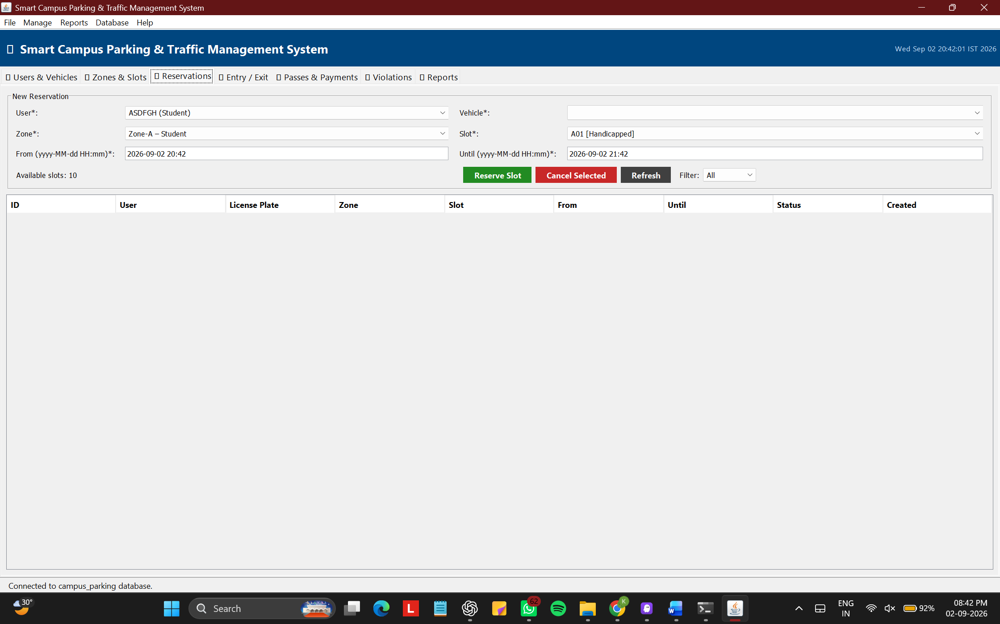 Smart Campus Parking & Traffic Management System
File Manage Reports Database Help
Smart Campus Parking & Traffic Management System
Wed Sep 02 20:42:01 IST 2026
Users & Vehicles Zones & Slots Reservations Entry / Exit Passes & Payments Violations Reports
New Reservation
User*: ASDFGH (Student) Vehicle*:
Zone*: Zone-A – Student Slot*: A01 [Handicapped]
From (yyyy-MM-dd HH:mm)*: 2026-09-02 20:42 Until (yyyy-MM-dd HH:mm)*: 2026-09-02 21:42
Available slots: 10 Reserve Slot Cancel Selected Refresh Filter: All
ID User License Plate Zone Slot From Until Status Created
Connected to campus_parking database.
30° Search L 62 K W ENG 92% 08:42 PM
IN 02-09-2026